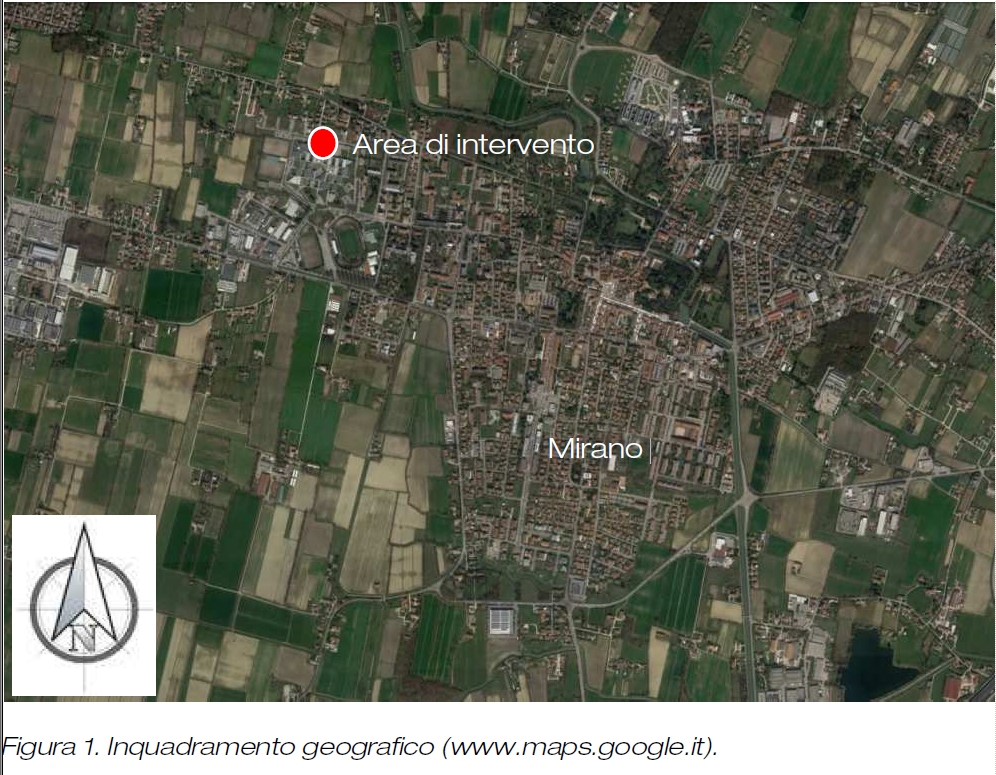 Area di intervento
Mirano
N
Figura 1. Inquadramento geografico (www.maps.google.it).